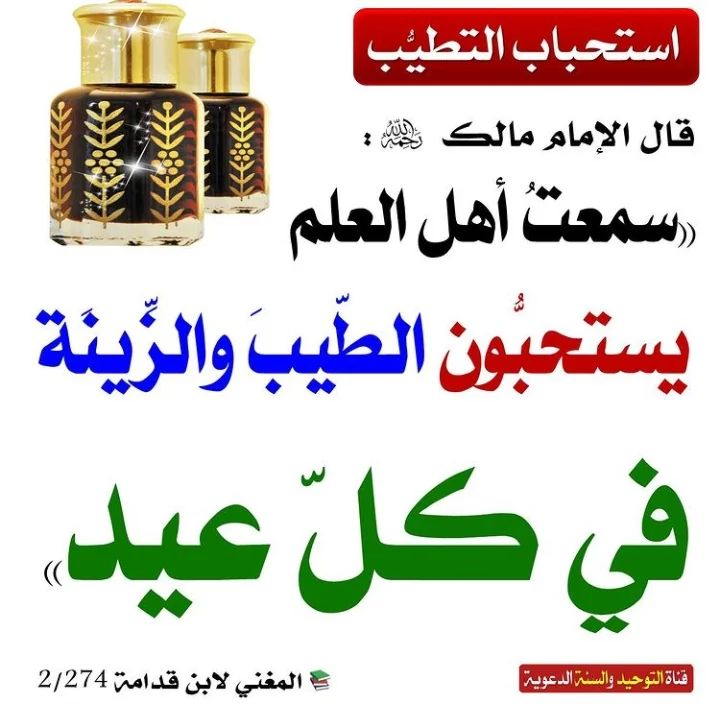 استحباب التطيُّب
قال الإمام مالك رحمه الله :
((سمعتُ أهل العلم
يستحبُّون الطّيبَ والزِّينَة
في كلّ عيد))
المغني لابن قدامة 2/274
قناة التوحيد والسنة الدعوية